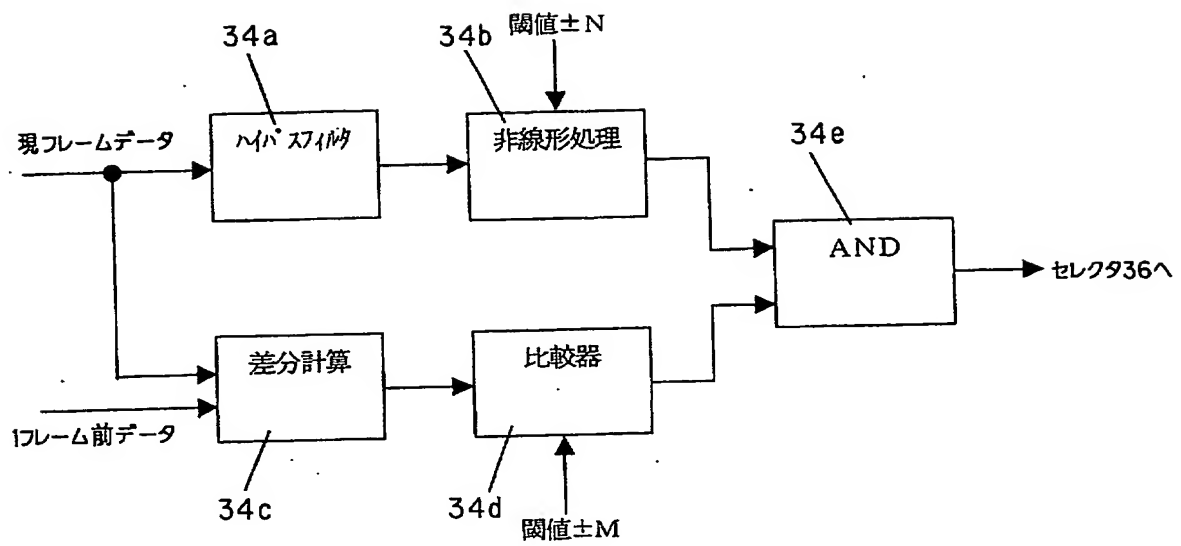 34a
34b
閾値±N
現フレームデータ
ハイパスフィルタ
非線形処理
34e
AND
セレクタ36へ
差分計算
比較器
1フレーム前データ
34c
34d
閾値±M